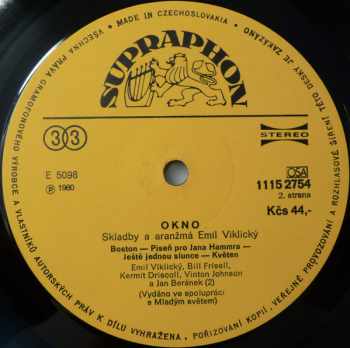 MADE IN CZECHOSLOVAKIA • VŠECHNA PRÁVA GRAMOFONOVÉHO VÝROBCE A VLASTNÍKŮ AUTORSKÝCH PRÁV K DÍLU VYHRAŽENA. POŘIZOVÁNÍ KOPIÍ, VEŘEJNÉ PROVOZOVÁNÍ A ROZHLASOVÉ ŠÍŘENÍ TÉTO DESKY JE ZAKÁZÁNO
SUPRAPHON
33
STEREO
E 5098
Ⓟ 1980
OSA
1115 2754
2. strana
Kčs 44,-
OKNO
Skladby a aranžmá Emil Viklický
Boston — Píseň pro Jana Hammra —
Ještě jednou slunce — Květen
Emil Viklický, Bill Frisell,
Kermit Driscoll, Vinton Johnson
a Jan Beránek (2)
(Vydáno ve spolupráci
s Mladým světem)